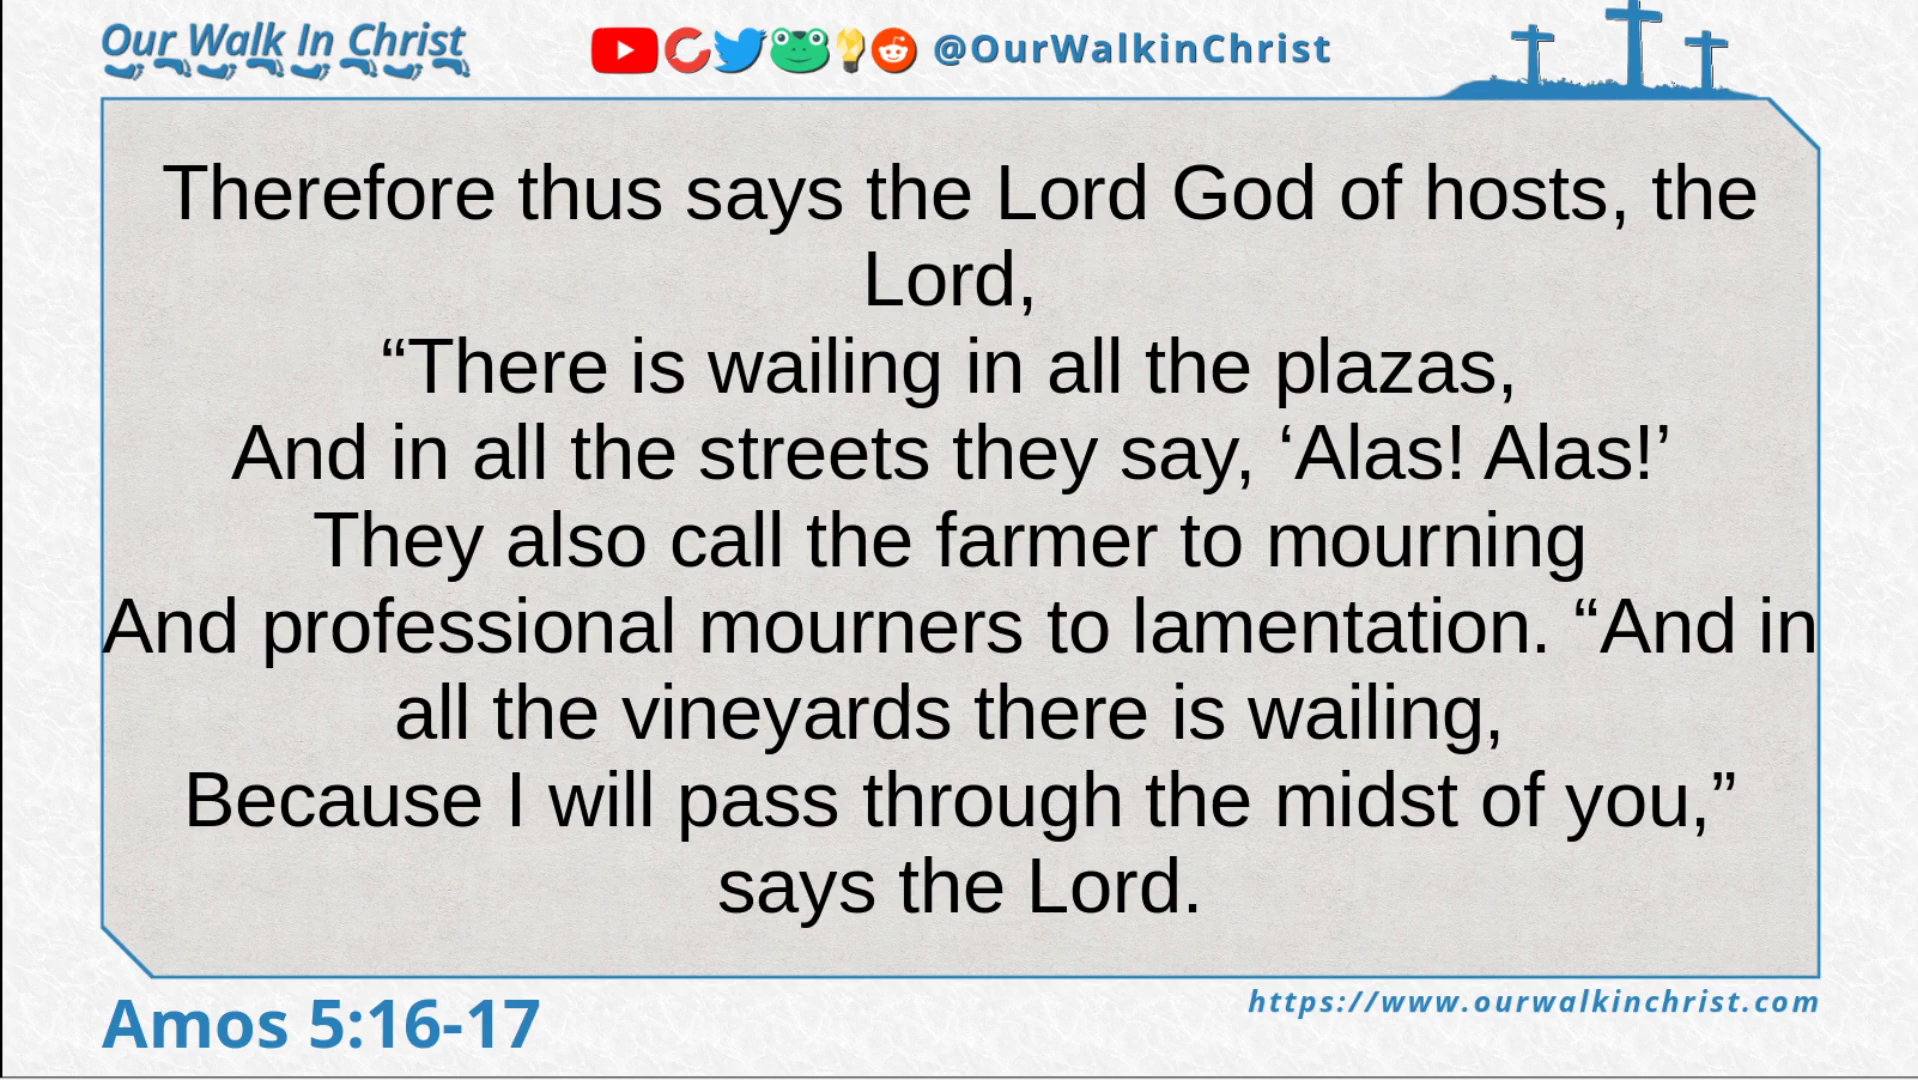 Our Walk In Christ
@OurWalkinChrist
Therefore thus says the Lord God of hosts, the
Lord,
“There is wailing in all the plazas,
And in all the streets they say, ‘Alas! Alas!’
They also call the farmer to mourning
And professional mourners to lamentation. “And in
all the vineyards there is wailing,
Because I will pass through the midst of you,”
says the Lord.
Amos 5:16-17
https://www.ourwalkinchrist.com